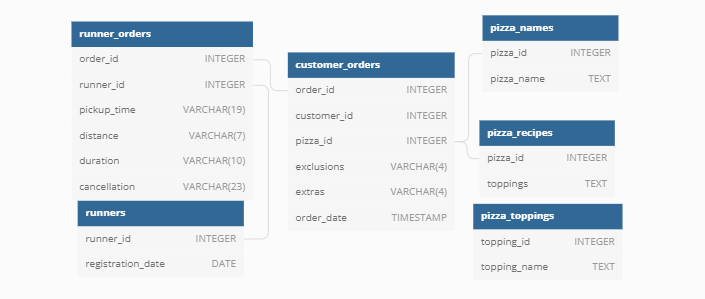 runner_orders
order_id INTEGER
runner_id INTEGER
pickup_time VARCHAR(19)
distance VARCHAR(7)
duration VARCHAR(10)
cancellation VARCHAR(23)
runners
runner_id INTEGER
registration_date DATE
customer_orders
order_id INTEGER
customer_id INTEGER
pizza_id INTEGER
exclusions VARCHAR(4)
extras VARCHAR(4)
order_date TIMESTAMP
pizza_names
pizza_id INTEGER
pizza_name TEXT
pizza_recipes
pizza_id INTEGER
toppings TEXT
pizza_toppings
topping_id INTEGER
topping_name TEXT